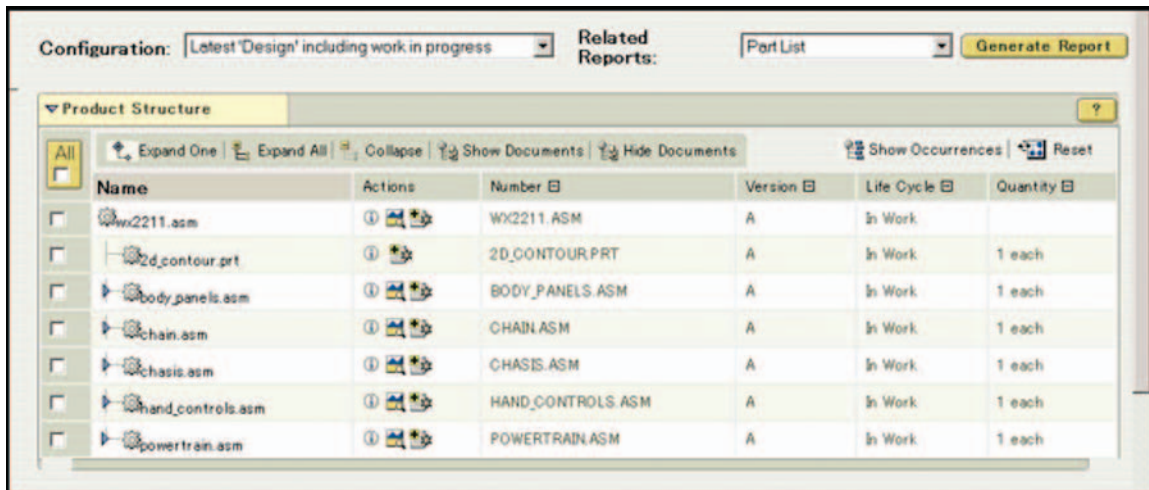 Configuration: Latest 'Design' including work in progress Related Reports: Part List Generate Report
Product Structure ?
All Expand One | Expand All | Collapse | Show Documents | Hide Documents Show Occurrences | Reset
Name Actions Number Version Life Cycle Quantity
wx2211.asm WX2211.ASM A In Work
2d_contour.prt 2D_CONTOUR.PRT A In Work 1 each
body_panels.asm BODY_PANELS.ASM A In Work 1 each
chain.asm CHAIN.ASM A In Work 1 each
chasis.asm CHASIS.ASM A In Work 1 each
hand_controls.asm HAND_CONTROLS.ASM A In Work 1 each
powertrain.asm POWERTRAIN.ASM A In Work 1 each